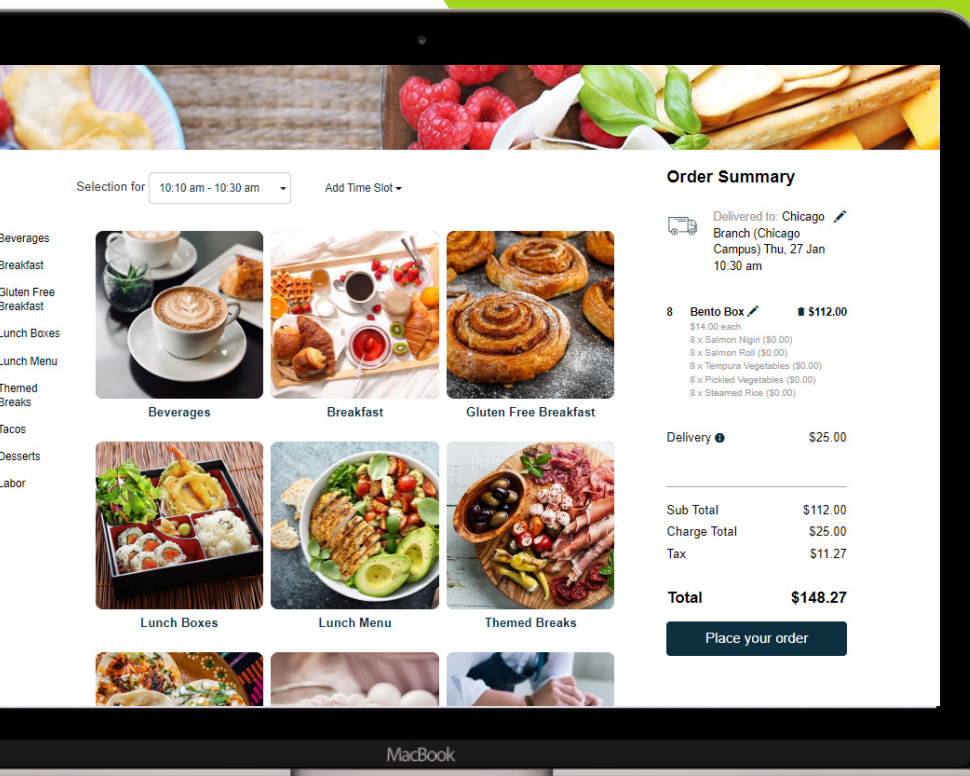 Selection for 10:10 am - 10:30 am Add Time Slot
Beverages
Breakfast
Gluten Free
Breakfast
Lunch Boxes
Lunch Menu
Themed
Breaks
Tacos
Desserts
Labor
Beverages
Breakfast
Gluten Free Breakfast
Lunch Boxes
Lunch Menu
Themed Breaks
Order Summary
Delivered to: Chicago
Branch (Chicago
Campus) Thu, 27 Jan
10:30 am
8 Bento Box $112.00
$14.00 each
8 x Salmon Nigiri ($0.00)
8 x Salmon Roll ($0.00)
8 x Tempura Vegetables ($0.00)
8 x Pickled Vegetables ($0.00)
8 x Steamed Rice ($0.00)
Delivery $25.00
Sub Total $112.00
Charge Total $25.00
Tax $11.27
Total $148.27
Place your order
MacBook